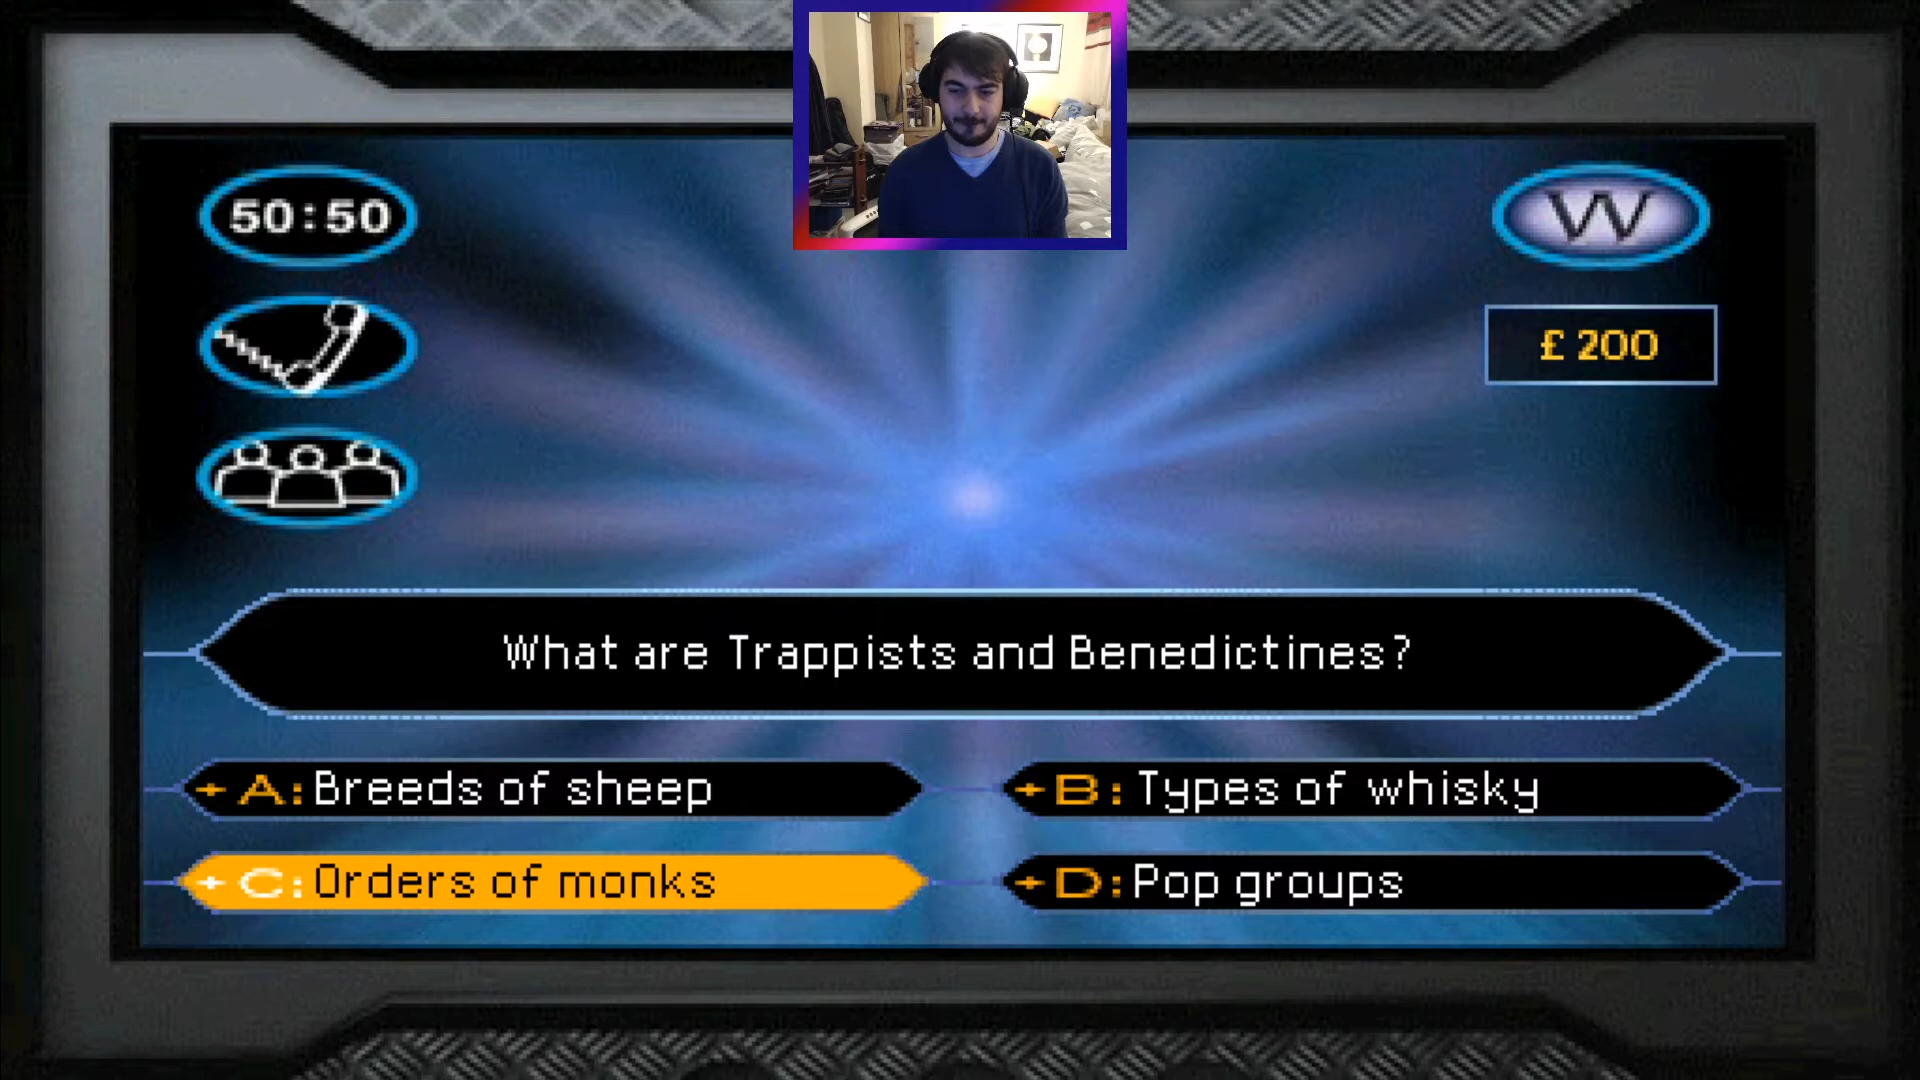 50:50
W
£ 200
What are Trappists and Benedictines?
A: Breeds of sheep
B: Types of whisky
C: Orders of monks
D: Pop groups